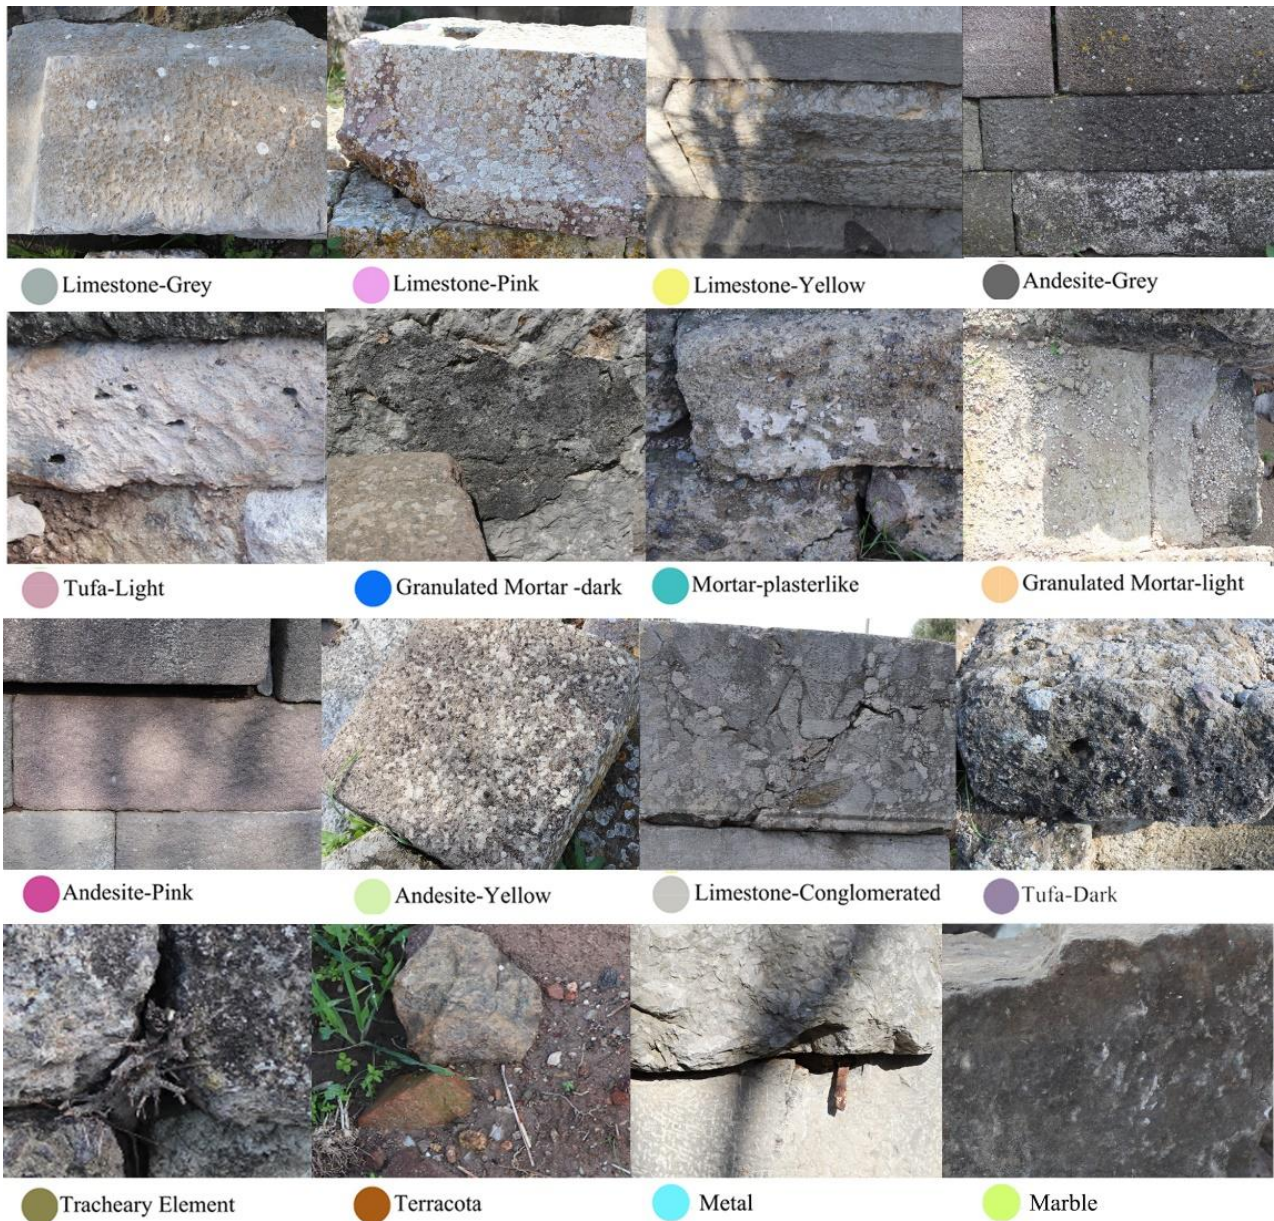 Limestone-Grey
Limestone-Pink
Limestone-Yellow
Andesite-Grey
Tufa-Light
Granulated Mortar -dark
Mortar-plasterlike
Granulated Mortar-light
Andesite-Pink
Andesite-Yellow
Limestone-Conglomerated
Tufa-Dark
Tracheary Element
Terracota
Metal
Marble